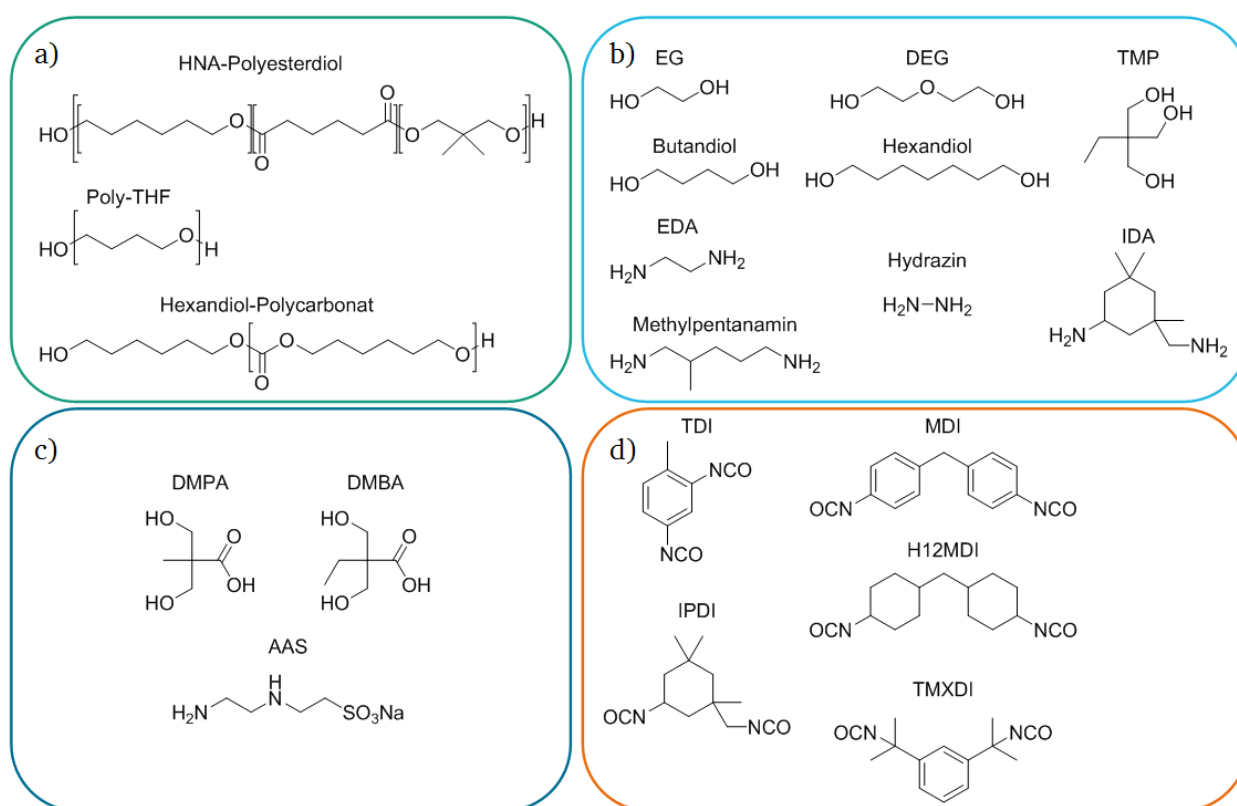 a)
HNA-Polyesterdiol
HO O O O O O H
Poly-THF
HO O H
Hexandiol-Polycarbonat
HO O O O O H
b)
EG DEG TMP
HO OH HO O OH OH OH OH
Butandiol Hexandiol
HO OH HO OH
EDA Hydrazin IDA
H₂N NH₂ H₂N–NH₂ H₂N NH₂
Methylpentanamin
H₂N NH₂
c)
DMPA DMBA
HO O OH HO HO O OH HO
AAS
H₂N H N SO₃Na
d)
TDI MDI
NCO NCO OCN NCO
H12MDI
OCN NCO
IPDI
OCN NCO
TMXDI
OCN NCO